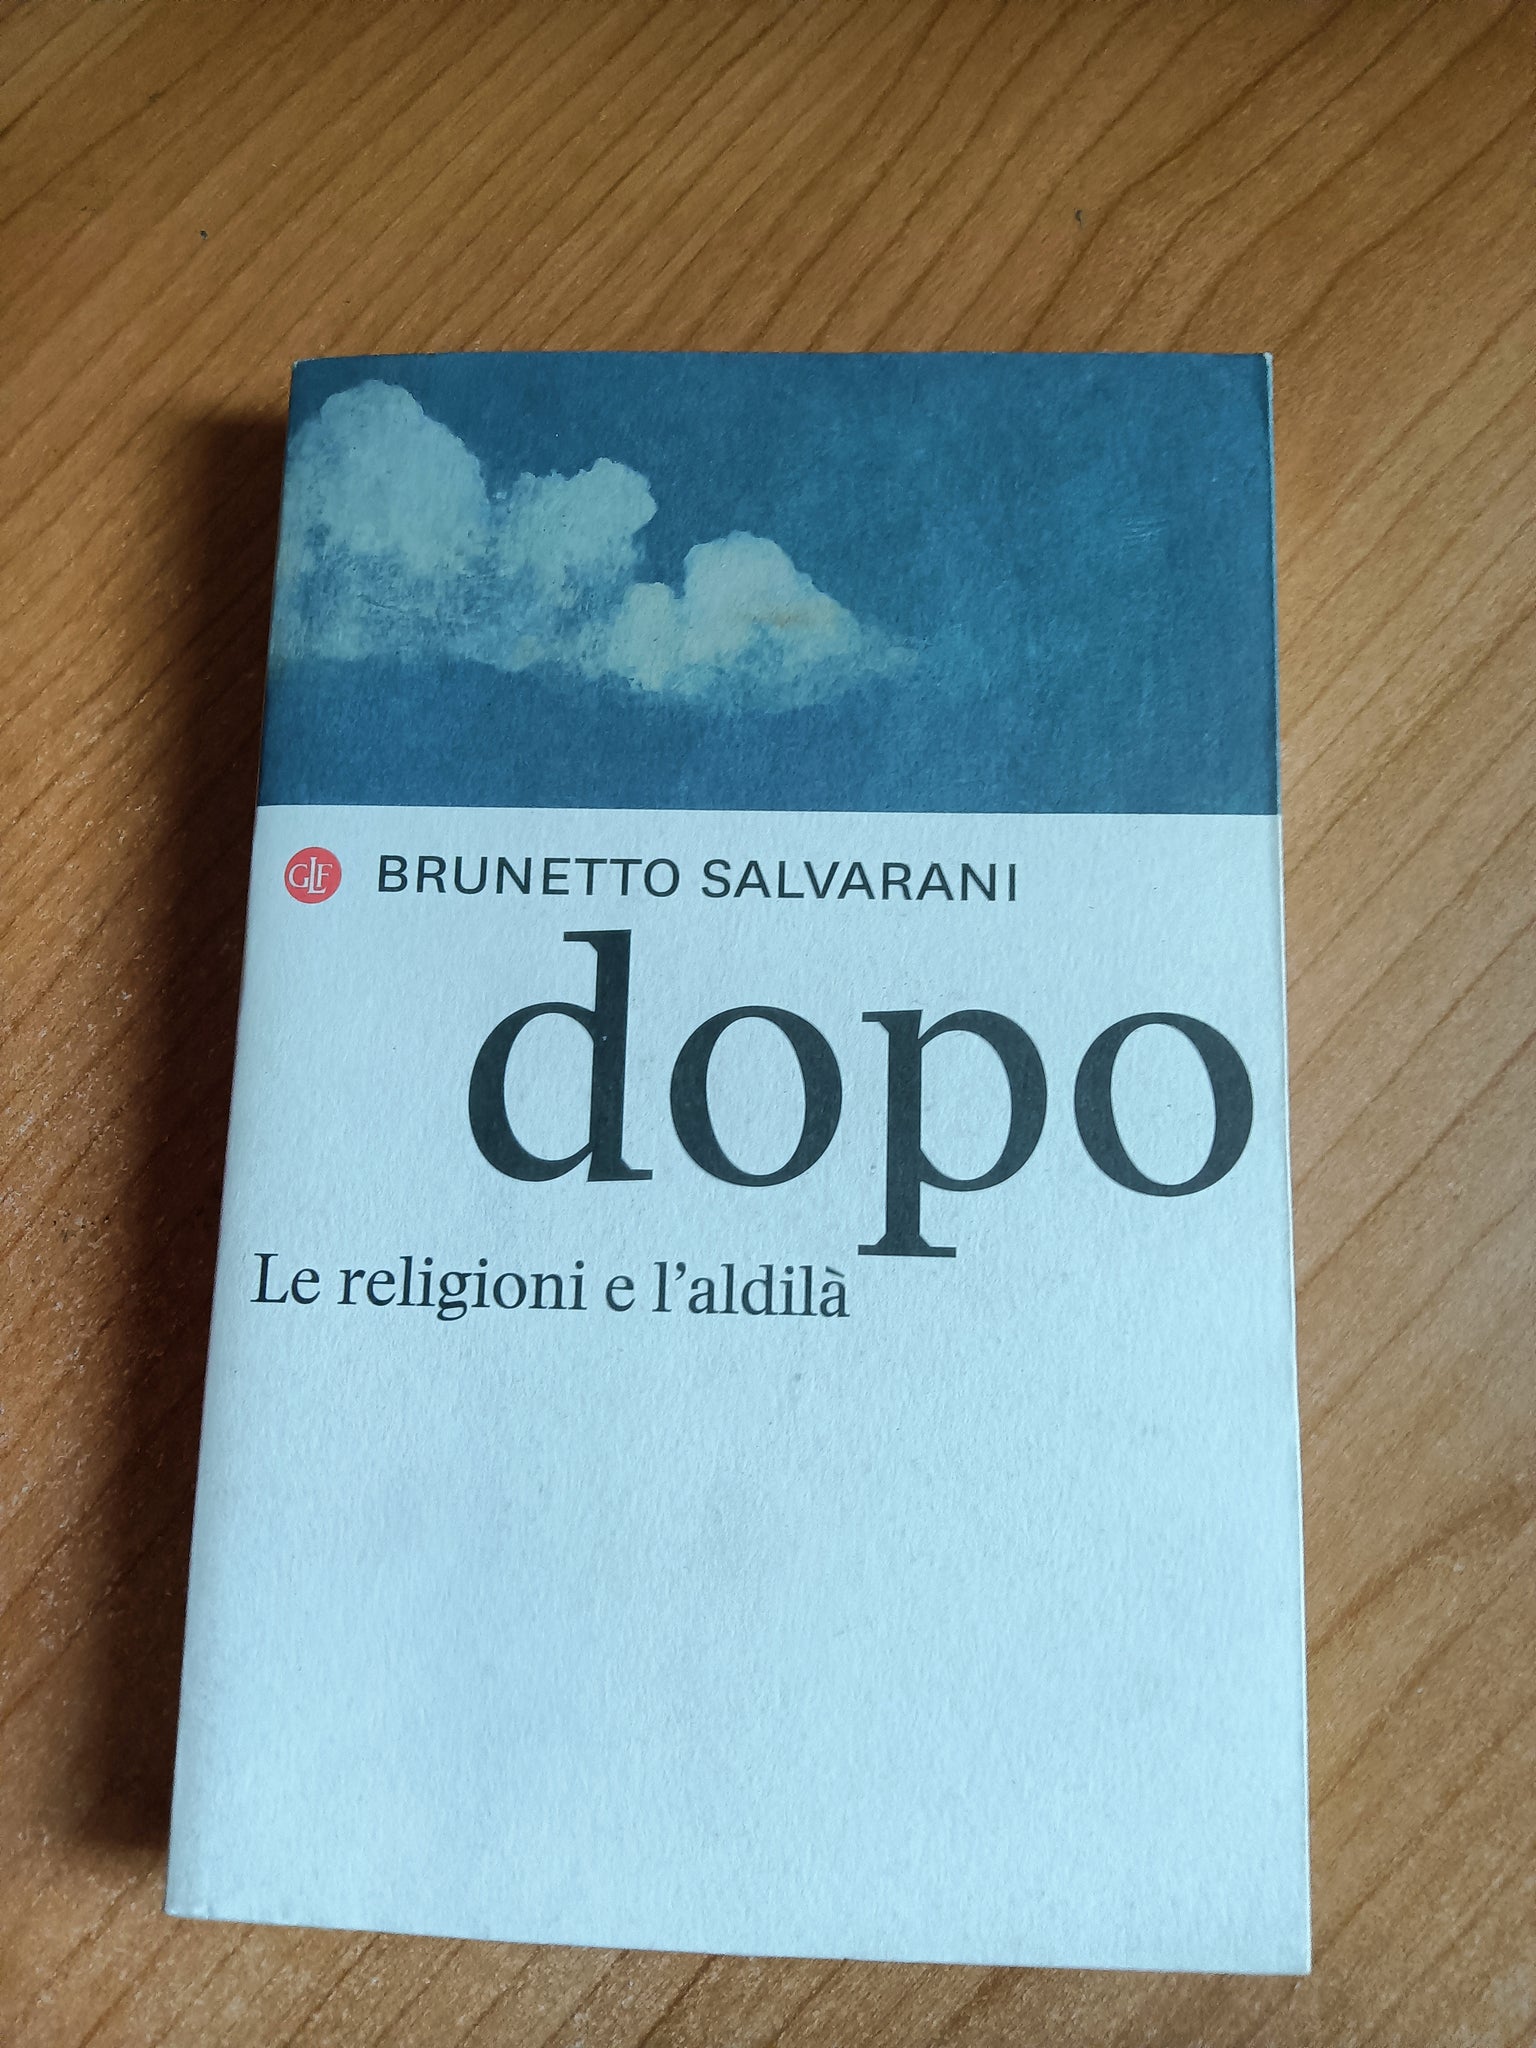 GLF BRUNETTO SALVARANI
dopo
Le religioni e l’aldilà